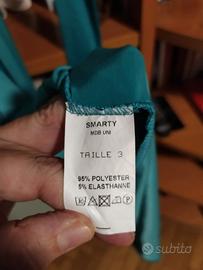 SMARTY
MDB UNI
TAILLE 3
95% POLYESTER
5% ELASTHANNE
subito